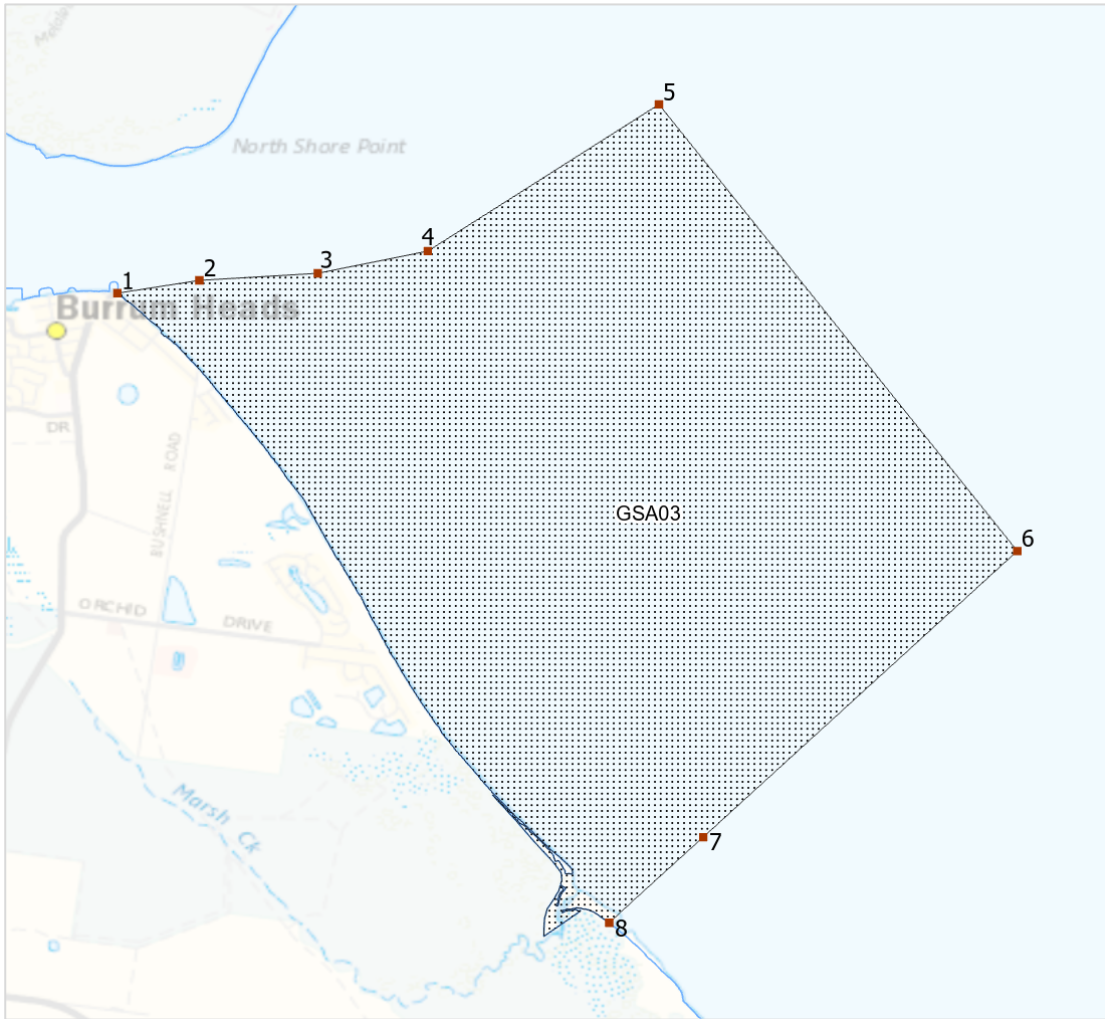 5
North Shore Point
4
3
2
1
Burrum Heads
DR
BUSHNELL ROAD
GSA03
6
ORCHID DRIVE
Marsh Ck
7
8